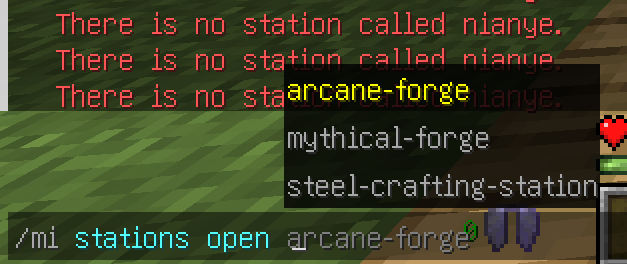 There is no station called nianye.
There is no station called nianye.
There is no station called nianye.
arcane-forge
mythical-forge
steel-crafting-station
/mi stations open arcane-forge
0